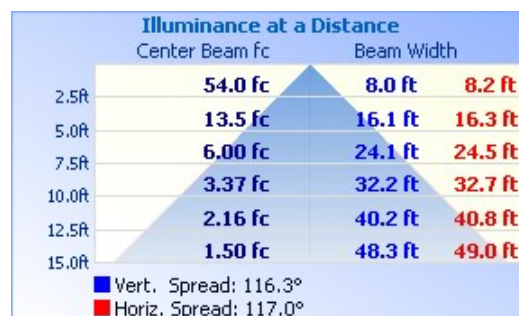 Illuminance at a Distance
Center Beam fc Beam Width
2.5ft 54.0 fc 8.0 ft 8.2 ft
5.0ft 13.5 fc 16.1 ft 16.3 ft
7.5ft 6.00 fc 24.1 ft 24.5 ft
10.0ft 3.37 fc 32.2 ft 32.7 ft
12.5ft 2.16 fc 40.2 ft 40.8 ft
15.0ft 1.50 fc 48.3 ft 49.0 ft
Vert. Spread: 116.3°
Horiz. Spread: 117.0°